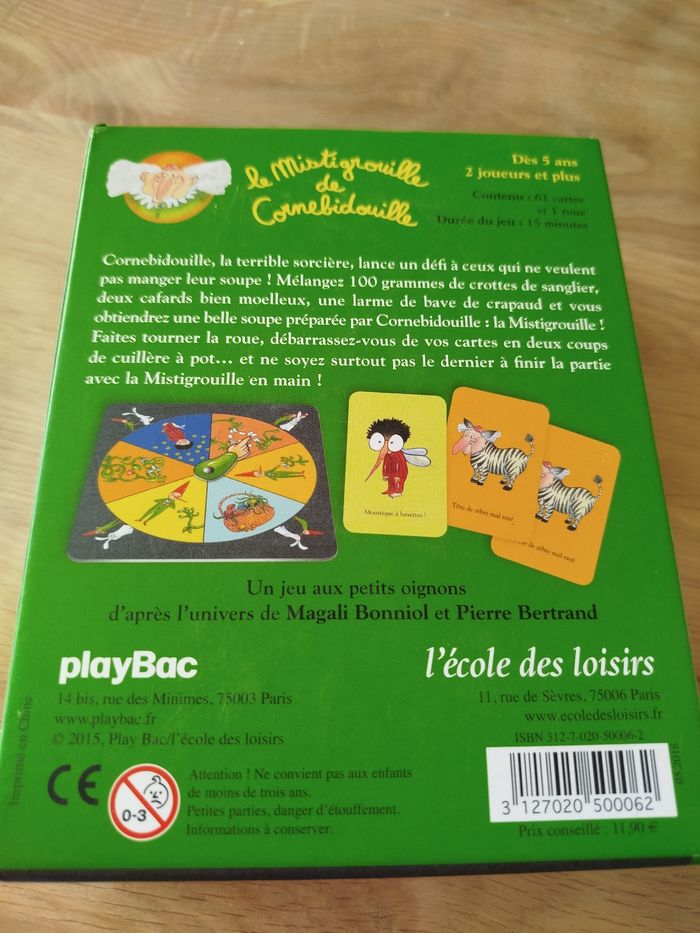 le Mistigrouille
de
Cornebidouille
Dès 5 ans
2 joueurs et plus
Contenu : 61 cartes
et 1 roue
Durée du jeu : 15 minutes
Cornebidouille, la terrible sorcière, lance un défi à ceux qui ne veulent
pas manger leur soupe ! Mélangez 100 grammes de crottes de sanglier,
deux cafards bien moelleux, une larme de bave de crapaud et vous
obtiendrez une belle soupe préparée par Cornebidouille : la Mistigrouille !
Faites tourner la roue, débarrassez-vous de vos cartes en deux coups
de cuillère à pot... et ne soyez surtout pas le dernier à finir la partie
avec la Mistigrouille en main !
Moustique à lunettes !
Tête de zèbre mal rayé
Tête de zèbre mal rayé
Un jeu aux petits oignons
d'après l'univers de Magali Bonniol et Pierre Bertrand
playBac
14 bis, rue des Minimes, 75003 Paris
www.playbac.fr
© 2015, Play Bac/l'école des loisirs
l'école des loisirs
11, rue de Sèvres, 75006 Paris
www.ecoledesloisirs.fr
ISBN 312-7-020-50006-2
Imprimé en Chine
CE
0-3
Attention ! Ne convient pas aux enfants
de moins de trois ans.
Petites parties, danger d'étouffement.
Informations à conserver.
3 127020 500062
Prix conseillé : 11,90 €
05-2018